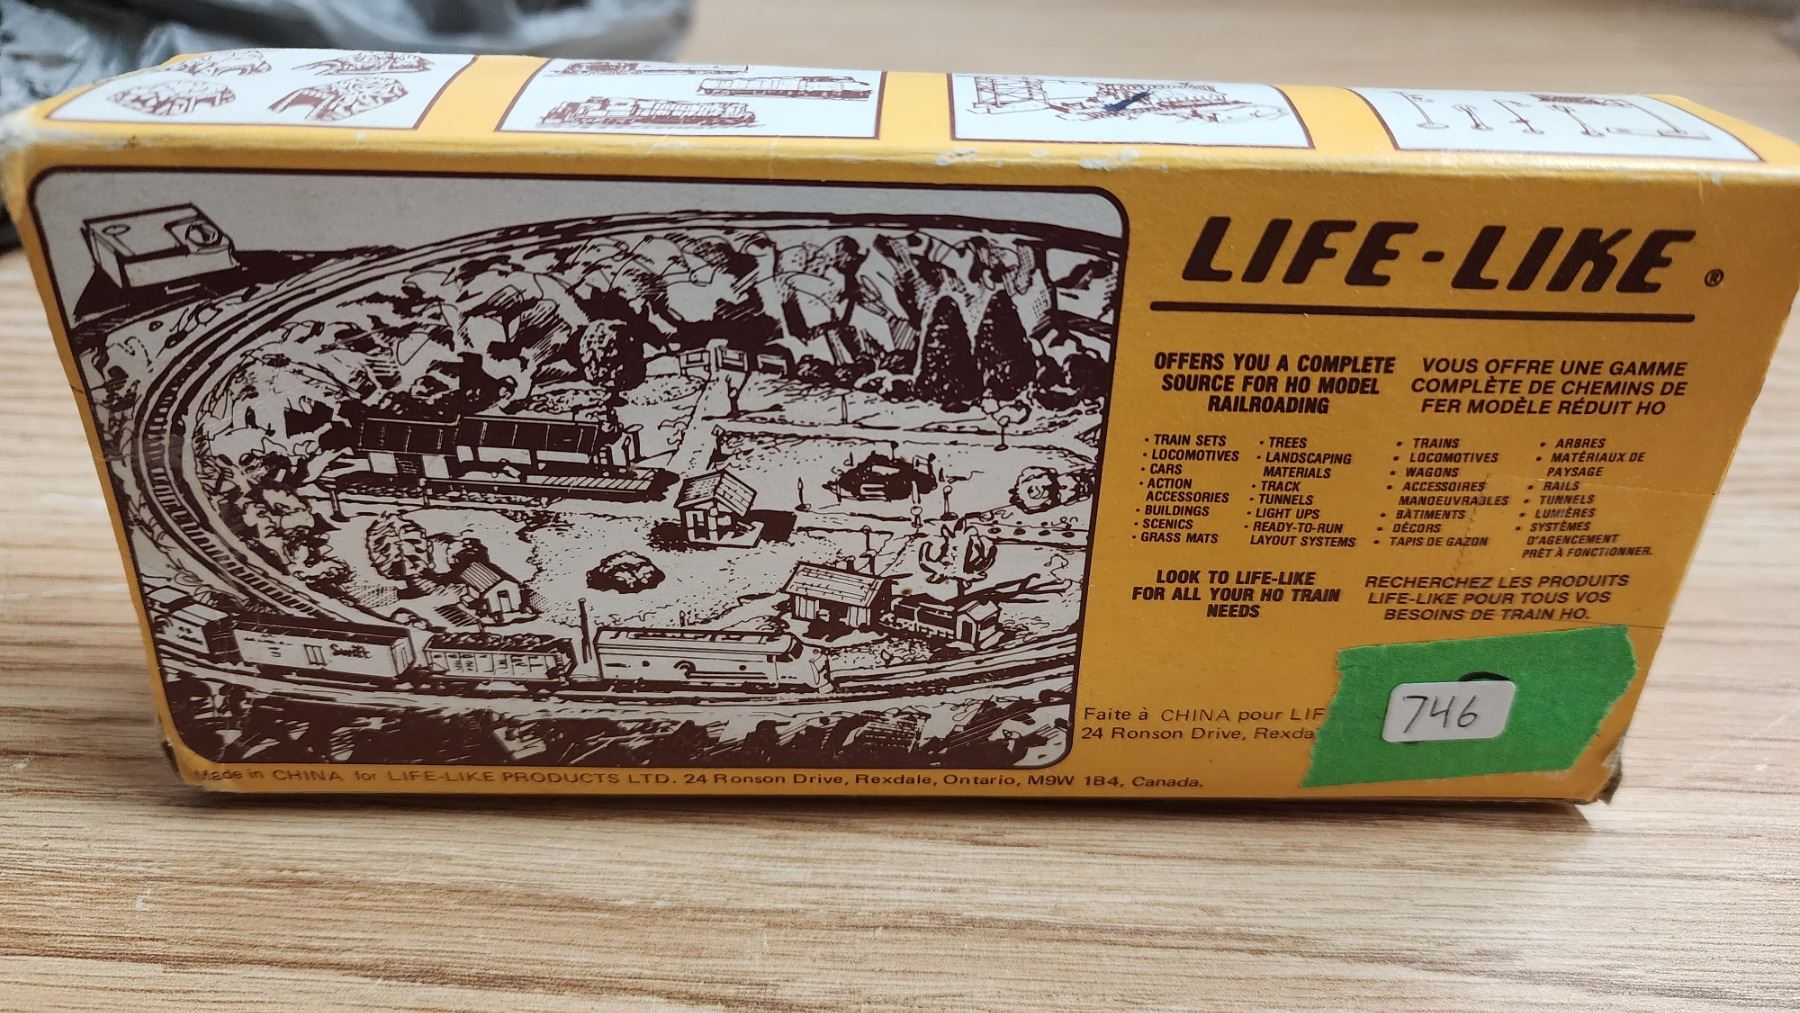 LIFE-LIKE®
OFFERS YOU A COMPLETE
SOURCE FOR HO MODEL
RAILROADING
• TRAIN SETS
• LOCOMOTIVES
• CARS
• ACTION
ACCESSORIES
• BUILDINGS
• SCENICS
• GRASS MATS
• TREES
• LANDSCAPING
MATERIALS
• TRACK
• TUNNELS
• LIGHT UPS
• READY-TO-RUN
LAYOUT SYSTEMS
LOOK TO LIFE-LIKE
FOR ALL YOUR HO TRAIN
NEEDS
VOUS OFFRE UNE GAMME
COMPLÈTE DE CHEMINS DE
FER MODÈLE RÉDUIT HO
• TRAINS
• LOCOMOTIVES
• WAGONS
• ACCESSOIRES
MANOEUVRABLES
• BÂTIMENTS
• DÉCORS
• TAPIS DE GAZON
• ARBRES
• MATÉRIAUX DE
PAYSAGE
• RAILS
• TUNNELS
• LUMIÈRES
• SYSTÈMES
D'AGENCEMENT
PRÊT À FONCTIONNER.
RECHERCHEZ LES PRODUITS
LIFE-LIKE POUR TOUS VOS
BESOINS DE TRAIN HO.
Swift
746
Faite à CHINA pour LIF
24 Ronson Drive, Rexda
Made in CHINA for LIFE-LIKE PRODUCTS LTD. 24 Ronson Drive, Rexdale, Ontario, M9W 1B4, Canada.